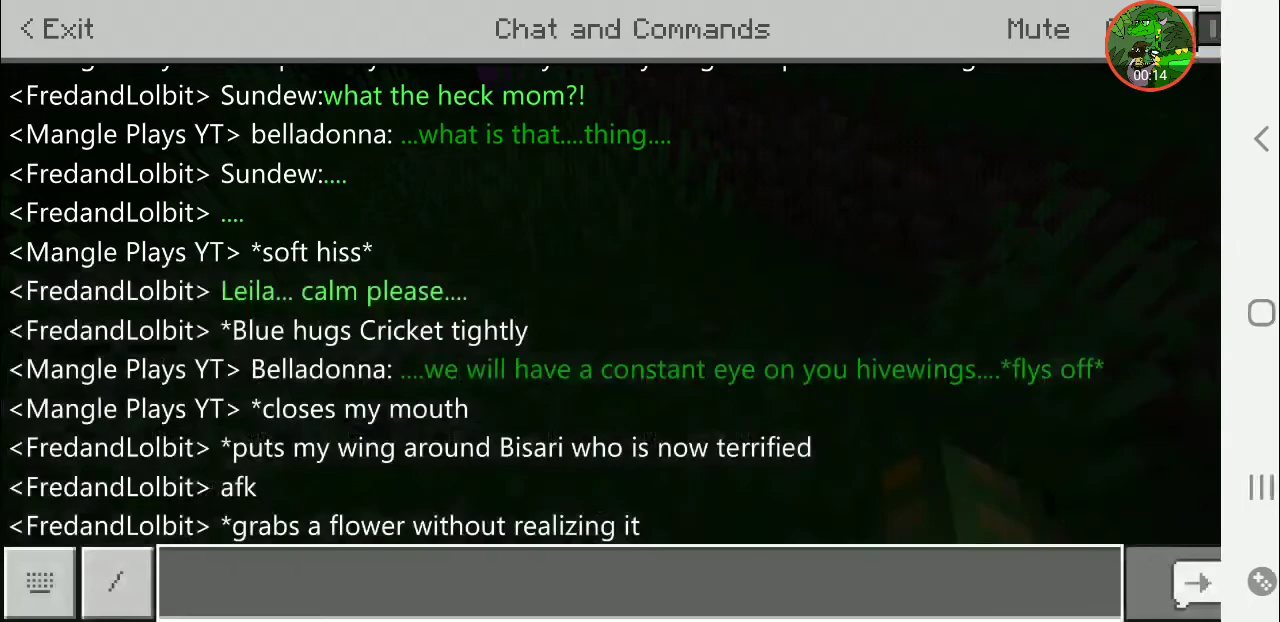 < Exit
Chat and Commands
Mute
00:14
<FredandLolbit> Sundew:what the heck mom?!
<Mangle Plays YT> belladonna: ...what is that....thing....
<FredandLolbit> Sundew:....
<FredandLolbit> ....
<Mangle Plays YT> *soft hiss*
<FredandLolbit> Leila... calm please....
<FredandLolbit> *Blue hugs Cricket tightly
<Mangle Plays YT> Belladonna: ....we will have a constant eye on you hivewings....*flys off*
<Mangle Plays YT> *closes my mouth
<FredandLolbit> *puts my wing around Bisari who is now terrified
<FredandLolbit> afk
<FredandLolbit> *grabs a flower without realizing it
/